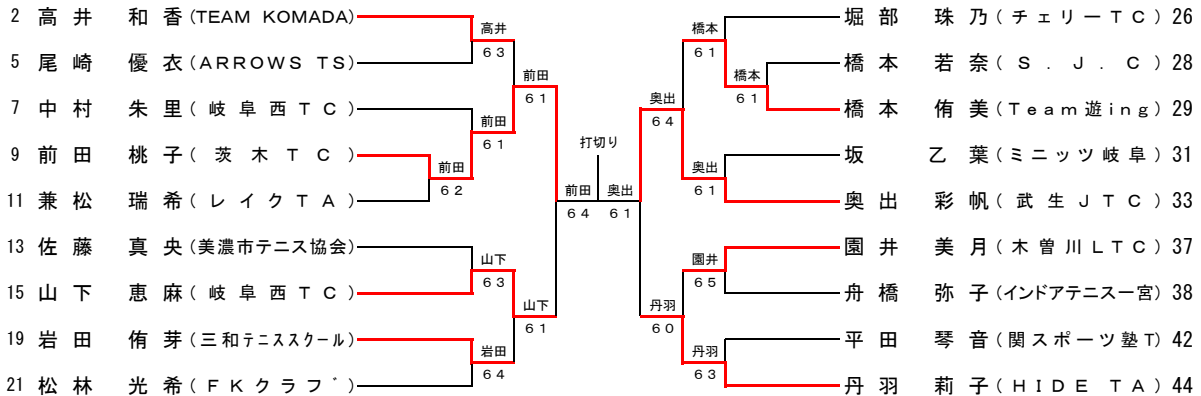 2 高井 和香 (TEAM KOMADA)
5 尾崎 優衣 (ARROWS TS)
7 中村 朱里 (岐阜西TC)
9 前田 桃子 (茨木TC)
11 兼松 瑞希 (レイクTA)
13 佐藤 真央 (美濃市テニス協会)
15 山下 恵麻 (岐阜西TC)
19 岩田 侑芽 (三和テニススクール)
21 松林 光希 (FKクラブ)
高井
63
前田
61
前田
61
前田
62
山下
63
山下
61
岩田
64
前田
64
打切り
奥出
61
橋本
61
橋本
61
奥出
64
奥出
61
園井
65
丹羽
60
丹羽
63
堀部 珠乃 (チェリーTC) 26
橋本 若奈 (S.J.C) 28
橋本 侑美 (Team遊ing) 29
坂 乙葉 (ミニッツ岐阜) 31
奥出 彩帆 (武生JTC) 33
園井 美月 (木曽川LTC) 37
舟橋 弥子 (インドアテニス一宮) 38
平田 琴音 (関スポーツ塾T) 42
丹羽 莉子 (HIDE TA) 44